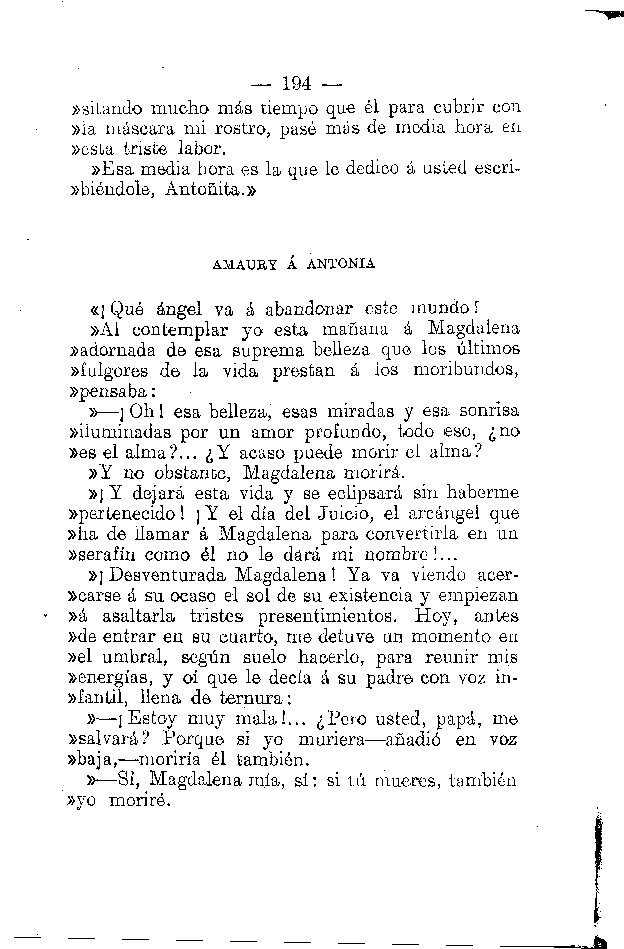 — 194 —
»sitando mucho más tiempo que él para cubrir con
»la máscara mi rostro, pasé más de media hora en
»esta triste labor.
»Esa media hora es la que le dedico á usted escri-
»biéndole, Antoñita.»
AMAURY Á ANTONIA
«¡Qué ángel va á abandonar este mundo!
»Al contemplar yo esta mañana á Magdalena
»adornada de esa suprema belleza que los últimos
»fulgores de la vida prestan á los moribundos,
»pensaba:
»—¡Oh! esa belleza, esas miradas y esa sonrisa
»iluminadas por un amor profundo, todo eso, ¿no
»es el alma?... ¿Y acaso puede morir el alma?
»Y no obstante, Magdalena morirá.
»¡Y dejará esta vida y se eclipsará sin haberme
»pertenecido! ¡Y el día del Juicio, el arcángel que
»ha de llamar á Magdalena para convertirla en un
»serafín como él no le dará mi nombre!...
»¡Desventurada Magdalena! Ya va viendo acer-
»carse á su ocaso el sol de su existencia y empiezan
»á asaltarla tristes presentimientos. Hoy, antes
»de entrar en su cuarto, me detuve un momento en
»el umbral, según suelo hacerlo, para reunir mis
»energías, y oí que le decía á su padre con voz in-
»fantil, llena de ternura:
»—¡Estoy muy mala!... ¿Pero usted, papá, me
»salvará? Porque si yo muriera—añadió en voz
»baja,—moriría él también.
»—Sí, Magdalena mía, sí: si tú mueres, también
»yo moriré.